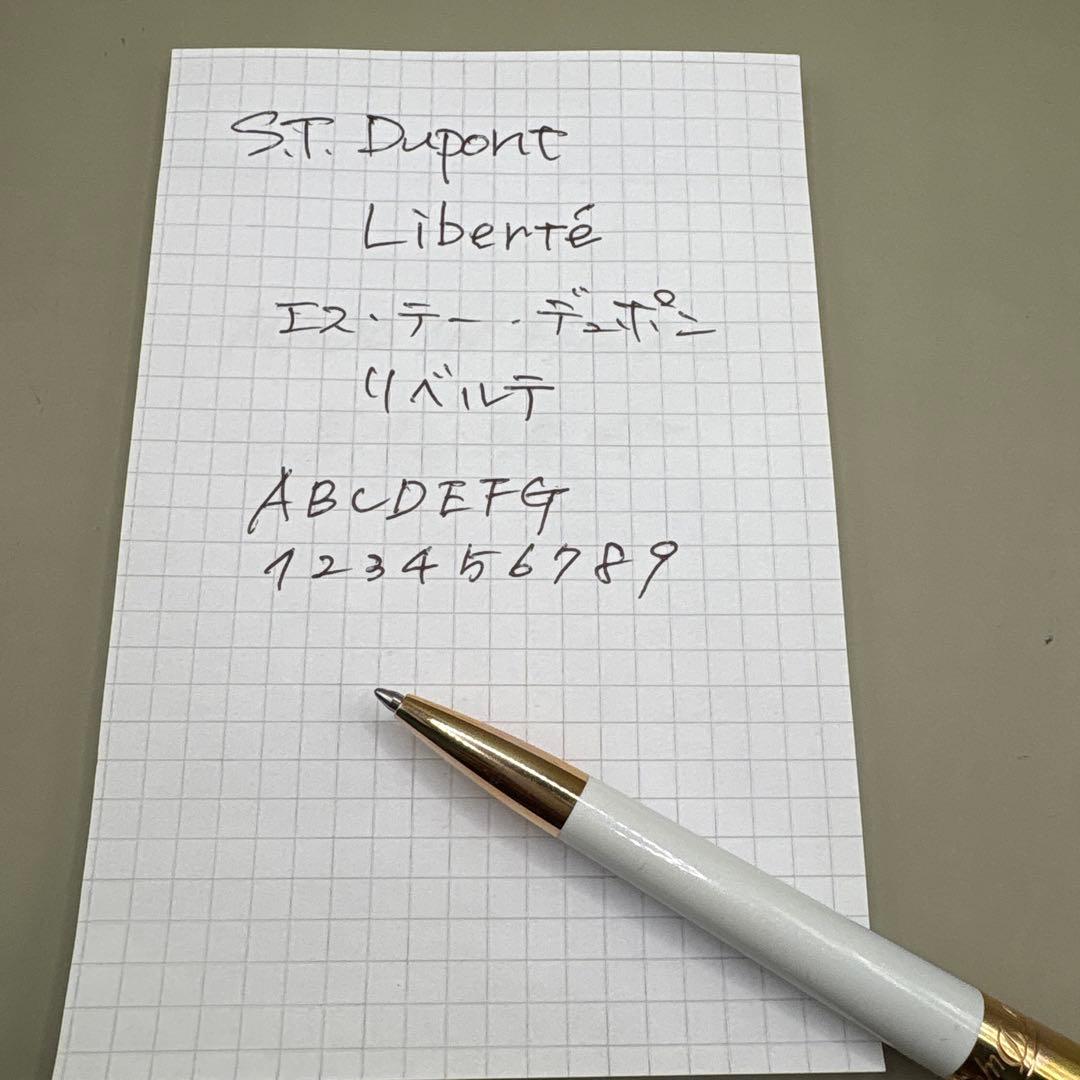 S.T. Dupont
Liberté
エス・テー・デュポン
リベルテ
ABCDEFG
123456789